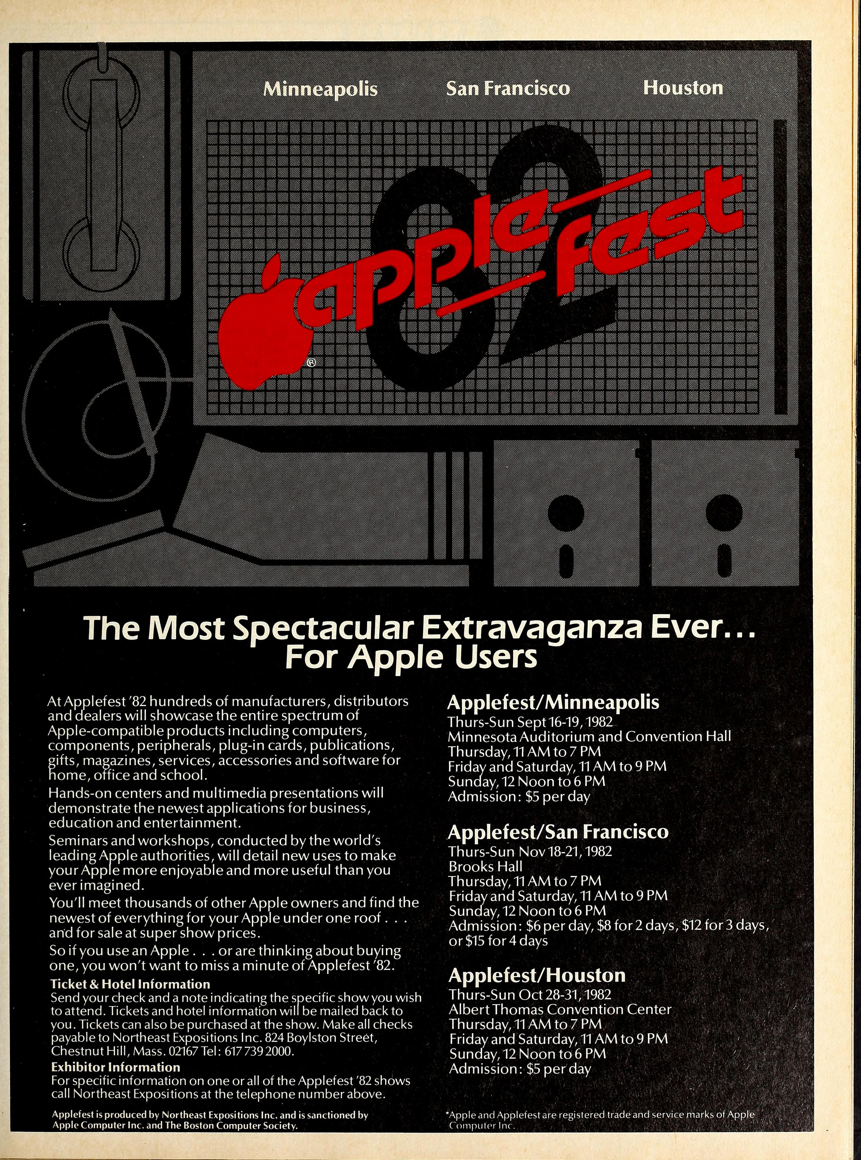 Minneapolis San Francisco Houston
82
apple
fest
®
The Most Spectacular Extravaganza Ever...
For Apple Users
At Applefest '82 hundreds of manufacturers, distributors
and dealers will showcase the entire spectrum of
Apple-compatible products including computers,
components, peripherals, plug-in cards, publications,
gifts, magazines, services, accessories and software for
home, office and school.
Hands-on centers and multimedia presentations will
demonstrate the newest applications for business,
education and entertainment.
Seminars and workshops, conducted by the world's
leading Apple authorities, will detail new uses to make
your Apple more enjoyable and more useful than you
ever imagined.
You'll meet thousands of other Apple owners and find the
newest of everything for your Apple under one roof . . .
and for sale at super show prices.
So if you use an Apple . . . or are thinking about buying
one, you won't want to miss a minute of Applefest '82.
Ticket & Hotel Information
Send your check and a note indicating the specific show you wish
to attend. Tickets and hotel information will be mailed back to
you. Tickets can also be purchased at the show. Make all checks
payable to Northeast Expositions Inc. 824 Boylston Street,
Chestnut Hill, Mass. 02167 Tel: 617 739 2000.
Exhibitor Information
For specific information on one or all of the Applefest '82 shows
call Northeast Expositions at the telephone number above.
Applefest is produced by Northeast Expositions Inc. and is sanctioned by
Apple Computer Inc. and The Boston Computer Society.
Applefest/Minneapolis
Thurs-Sun Sept 16-19, 1982
Minnesota Auditorium and Convention Hall
Thursday, 11 AM to 7 PM
Friday and Saturday, 11 AM to 9 PM
Sunday, 12 Noon to 6 PM
Admission: $5 per day
Applefest/San Francisco
Thurs-Sun Nov 18-21, 1982
Brooks Hall
Thursday, 11 AM to 7 PM
Friday and Saturday, 11 AM to 9 PM
Sunday, 12 Noon to 6 PM
Admission: $6 per day, $8 for 2 days, $12 for 3 days,
or $15 for 4 days
Applefest/Houston
Thurs-Sun Oct 28-31, 1982
Albert Thomas Convention Center
Thursday, 11 AM to 7 PM
Friday and Saturday, 11 AM to 9 PM
Sunday, 12 Noon to 6 PM
Admission: $5 per day
*Apple and Applefest are registered trade and service marks of Apple
Computer Inc.